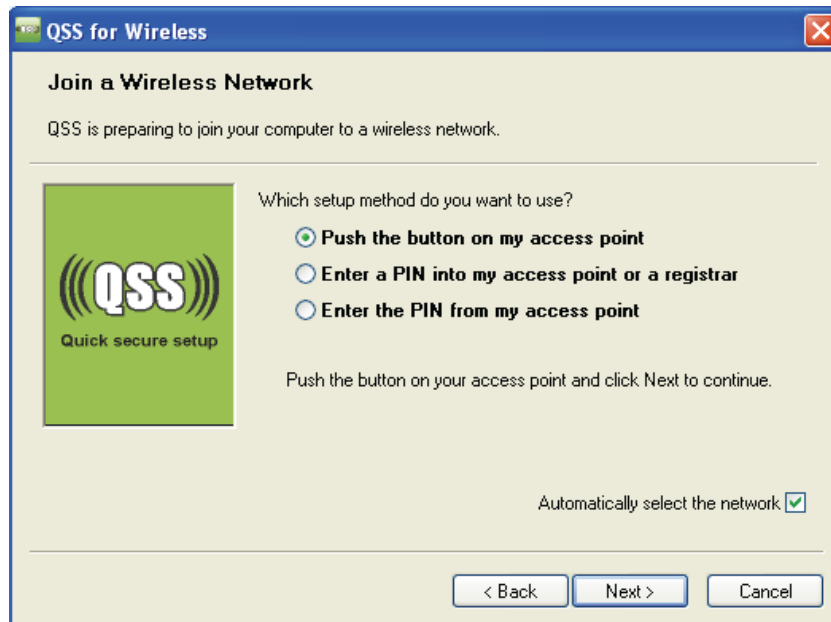 QSS for Wireless
Join a Wireless Network
QSS is preparing to join your computer to a wireless network.
Which setup method do you want to use?
Push the button on my access point
Enter a PIN into my access point or a registrar
Enter the PIN from my access point
QSS
Quick secure setup
Push the button on your access point and click Next to continue.
Automatically select the network
< Back
Next >
Cancel